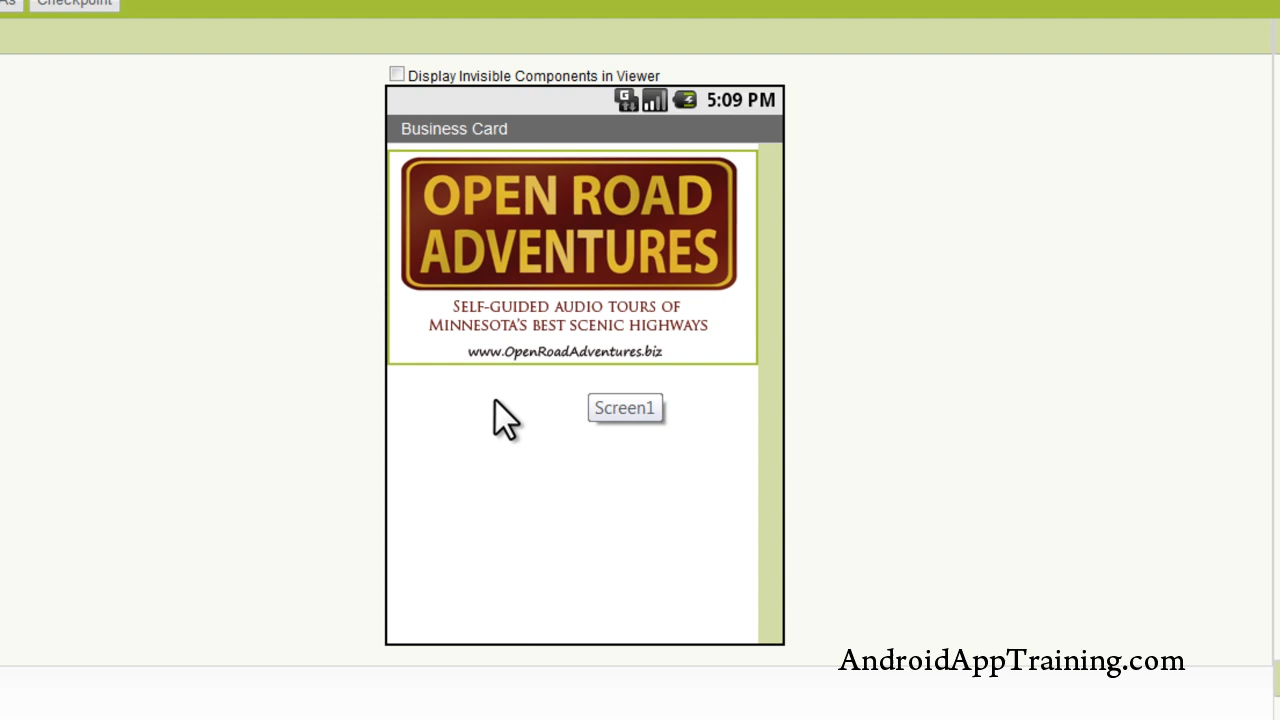 As
Checkpoint
Display Invisible Components in Viewer
G
5:09 PM
Business Card
OPEN ROAD
ADVENTURES
SELF-GUIDED AUDIO TOURS OF
MINNESOTA'S BEST SCENIC HIGHWAYS
www.OpenRoadAdventures.biz
Screen1
AndroidAppTraining.com